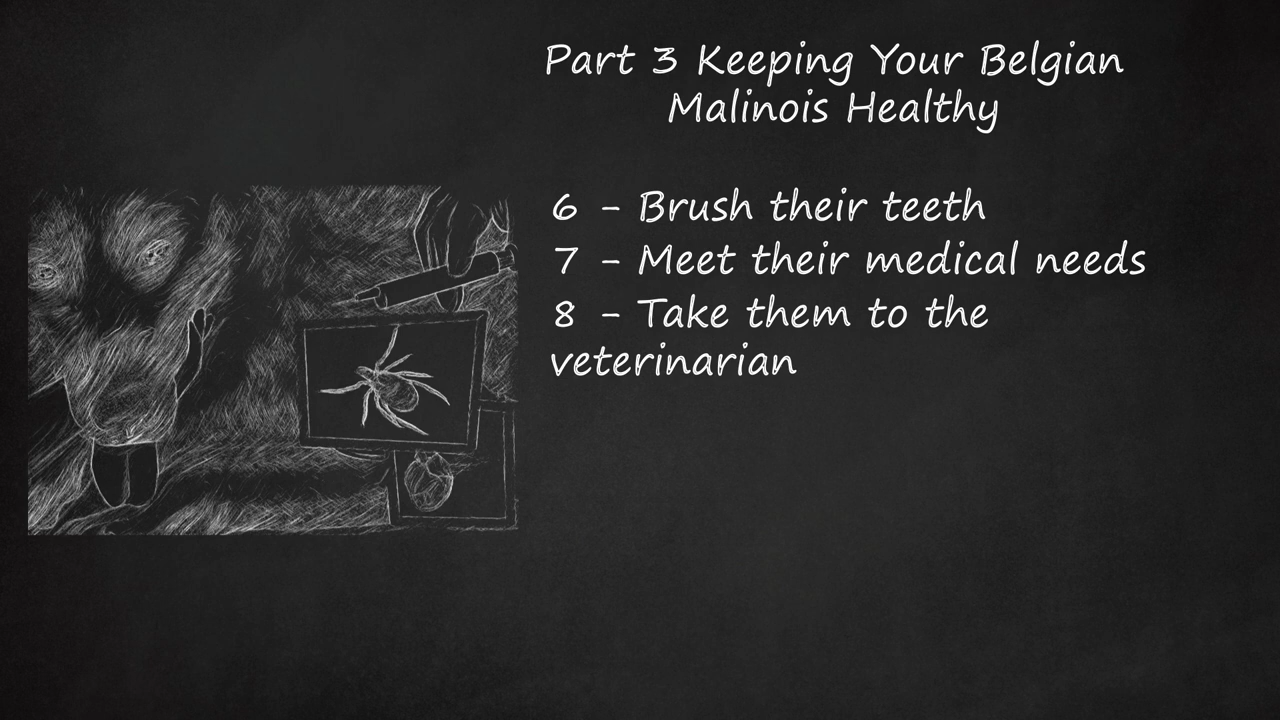 Part 3 Keeping Your Belgian
Malinois Healthy
6 - Brush their teeth
7 - Meet their medical needs
8 - Take them to the
veterinarian